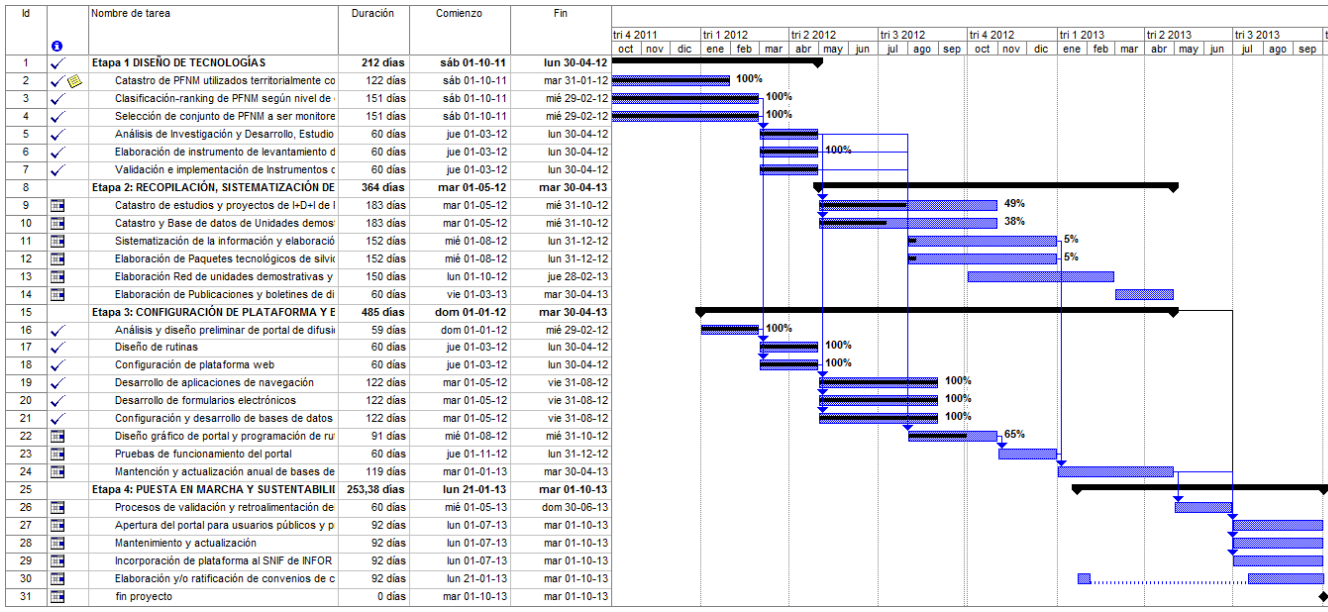 Id Nombre de tarea Duración Comienzo Fin
tri 4 2011 tri 1 2012 tri 2 2012 tri 3 2012 tri 4 2012 tri 1 2013 tri 2 2013 tri 3 2013 t
oct nov dic ene feb mar abr may jun jul ago sep oct nov dic ene feb mar abr may jun jul ago sep
1 Etapa 1 DISEÑO DE TECNOLOGÍAS 212 días sáb 01-10-11 lun 30-04-12
2 Catastro de PFNM utilizados territorialmente co 122 días sáb 01-10-11 mar 31-01-12 100%
3 Clasificación-ranking de PFNM según nivel de 151 días sáb 01-10-11 mié 29-02-12 100%
4 Selección de conjunto de PFNM a ser monitore 151 días sáb 01-10-11 mié 29-02-12 100%
5 Análisis de Investigación y Desarrollo, Estudio 60 días jue 01-03-12 lun 30-04-12
6 Elaboración de instrumento de levantamiento d 60 días jue 01-03-12 lun 30-04-12 100%
7 Validación e implementación de Instrumentos 60 días jue 01-03-12 lun 30-04-12
8 Etapa 2: RECOPILACIÓN, SISTEMATIZACIÓN DE 364 días mar 01-05-12 mar 30-04-13
9 Catastro de estudios y proyectos de I+D+I de 183 días mar 01-05-12 mié 31-10-12 49%
10 Catastro y Base de datos de Unidades demos 183 días mar 01-05-12 mié 31-10-12 38%
11 Sistematización de la información y elaboració 152 días mié 01-08-12 lun 31-12-12 5%
12 Elaboración de Paquetes tecnológicos de silvi 152 días mié 01-08-12 lun 31-12-12 5%
13 Elaboración Red de unidades demostrativas y 150 días lun 01-10-12 jue 28-02-13
14 Elaboración de Publicaciones y boletines de di 60 días vie 01-03-13 mar 30-04-13
15 Etapa 3: CONFIGURACIÓN DE PLATAFORMA Y E 485 días dom 01-01-12 mar 30-04-13
16 Análisis y diseño preliminar de portal de difusi 59 días dom 01-01-12 mié 29-02-12 100%
17 Diseño de rutinas 60 días jue 01-03-12 lun 30-04-12 100%
18 Configuración de plataforma web 60 días jue 01-03-12 lun 30-04-12 100%
19 Desarrollo de aplicaciones de navegación 122 días mar 01-05-12 vie 31-08-12 100%
20 Desarrollo de formularios electrónicos 122 días mar 01-05-12 vie 31-08-12 100%
21 Configuración y desarrollo de bases de datos 122 días mar 01-05-12 vie 31-08-12 100%
22 Diseño gráfico de portal y programación de ru 91 días mié 01-08-12 mié 31-10-12 65%
23 Pruebas de funcionamiento del portal 60 días jue 01-11-12 lun 31-12-12
24 Mantención y actualización anual de bases de 119 días mar 01-01-13 mar 30-04-13
25 Etapa 4: PUESTA EN MARCHA Y SUSTENTABILI 253,38 días lun 21-01-13 mar 01-10-13
26 Procesos de validación y retroalimentación de 60 días mié 01-05-13 dom 30-06-13
27 Apertura del portal para usuarios públicos y p 92 días lun 01-07-13 mar 01-10-13
28 Mantenimiento y actualización 92 días lun 01-07-13 mar 01-10-13
29 Incorporación de plataforma al SNIF de INFOR 92 días lun 01-07-13 mar 01-10-13
30 Elaboración y/o ratificación de convenios de c 92 días lun 21-01-13 mar 01-10-13
31 fin proyecto 0 días mar 01-10-13 mar 01-10-13